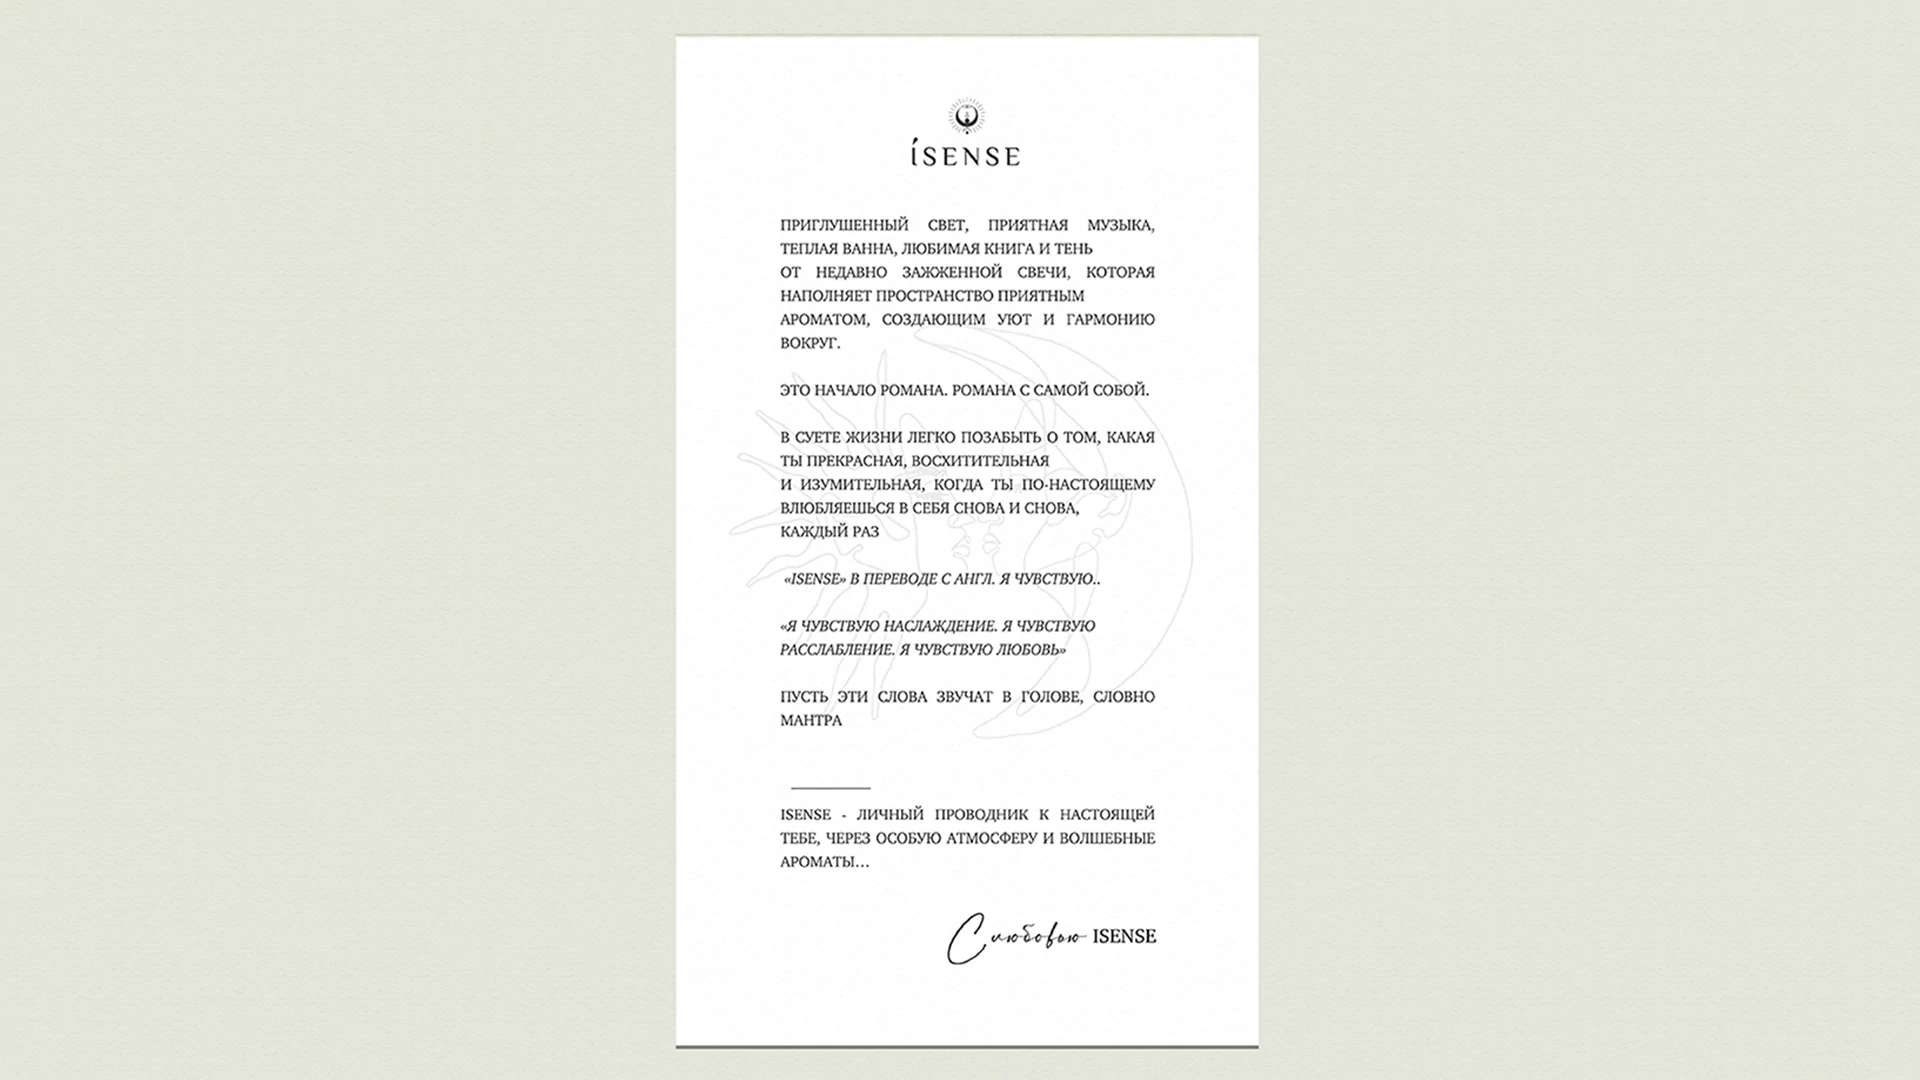 íSENSE
ПРИГЛУШЕННЫЙ СВЕТ, ПРИЯТНАЯ МУЗЫКА,
ТЕПЛАЯ ВАННА, ЛЮБИМАЯ КНИГА И ТЕНЬ
ОТ НЕДАВНО ЗАЖЖЕННОЙ СВЕЧИ, КОТОРАЯ
НАПОЛНЯЕТ ПРОСТРАНСТВО ПРИЯТНЫМ
АРОМАТОМ, СОЗДАЮЩИМ УЮТ И ГАРМОНИЮ
ВОКРУГ.
ЭТО НАЧАЛО РОМАНА. РОМАНА С САМОЙ СОБОЙ.
В СУЕТЕ ЖИЗНИ ЛЕГКО ПОЗАБЫТЬ О ТОМ, КАКАЯ
ТЫ ПРЕКРАСНАЯ, ВОСХИТИТЕЛЬНАЯ
И ИЗУМИТЕЛЬНАЯ, КОГДА ТЫ ПО-НАСТОЯЩЕМУ
ВЛЮБЛЯЕШЬСЯ В СЕБЯ СНОВА И СНОВА,
КАЖДЫЙ РАЗ
«ISENSE» В ПЕРЕВОДЕ С АНГЛ. Я ЧУВСТВУЮ..
«Я ЧУВСТВУЮ НАСЛАЖДЕНИЕ. Я ЧУВСТВУЮ
РАССЛАБЛЕНИЕ. Я ЧУВСТВУЮ ЛЮБОВЬ»
ПУСТЬ ЭТИ СЛОВА ЗВУЧАТ В ГОЛОВЕ, СЛОВНО
МАНТРА
ISENSE - ЛИЧНЫЙ ПРОВОДНИК К НАСТОЯЩЕЙ
ТЕБЕ, ЧЕРЕЗ ОСОБУЮ АТМОСФЕРУ И ВОЛШЕБНЫЕ
АРОМАТЫ...
С любовью ISENSE